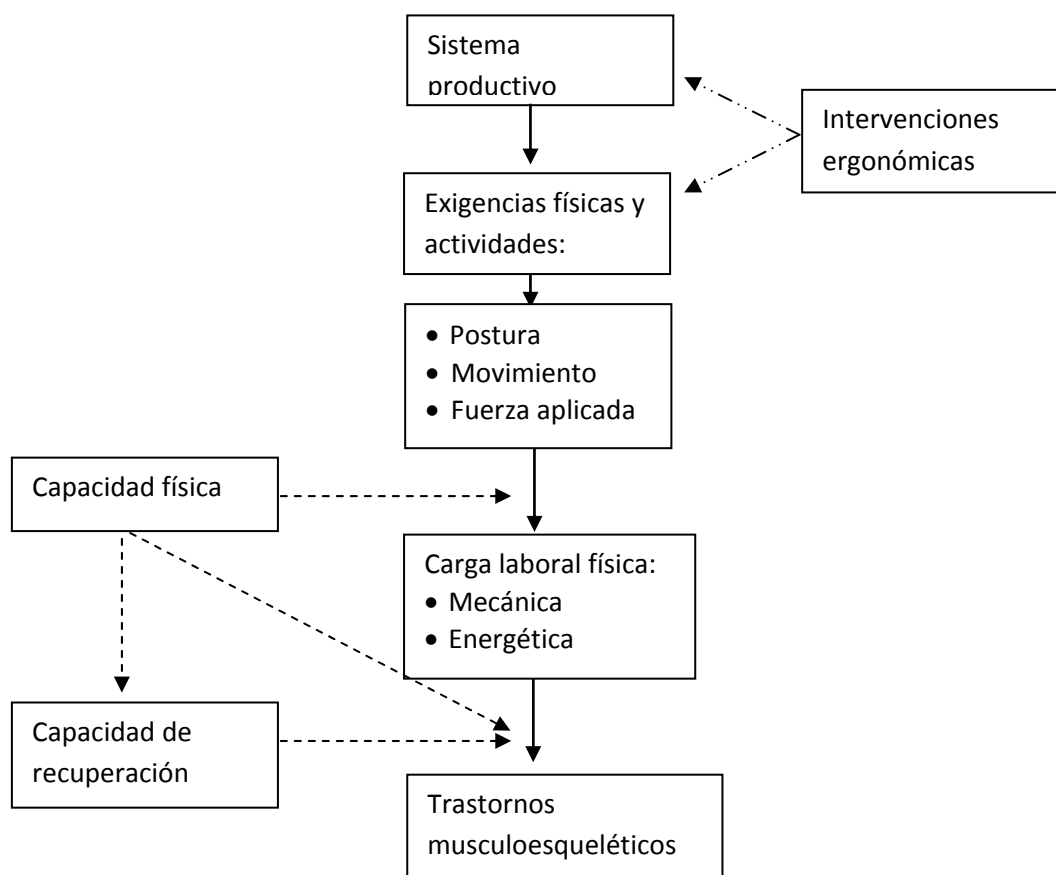 Sistema
productivo
Intervenciones
ergonómicas
Exigencias físicas y
actividades:
• Postura
• Movimiento
• Fuerza aplicada
Capacidad física
Carga laboral física:
• Mecánica
• Energética
Capacidad de
recuperación
Trastornos
musculoesqueléticos